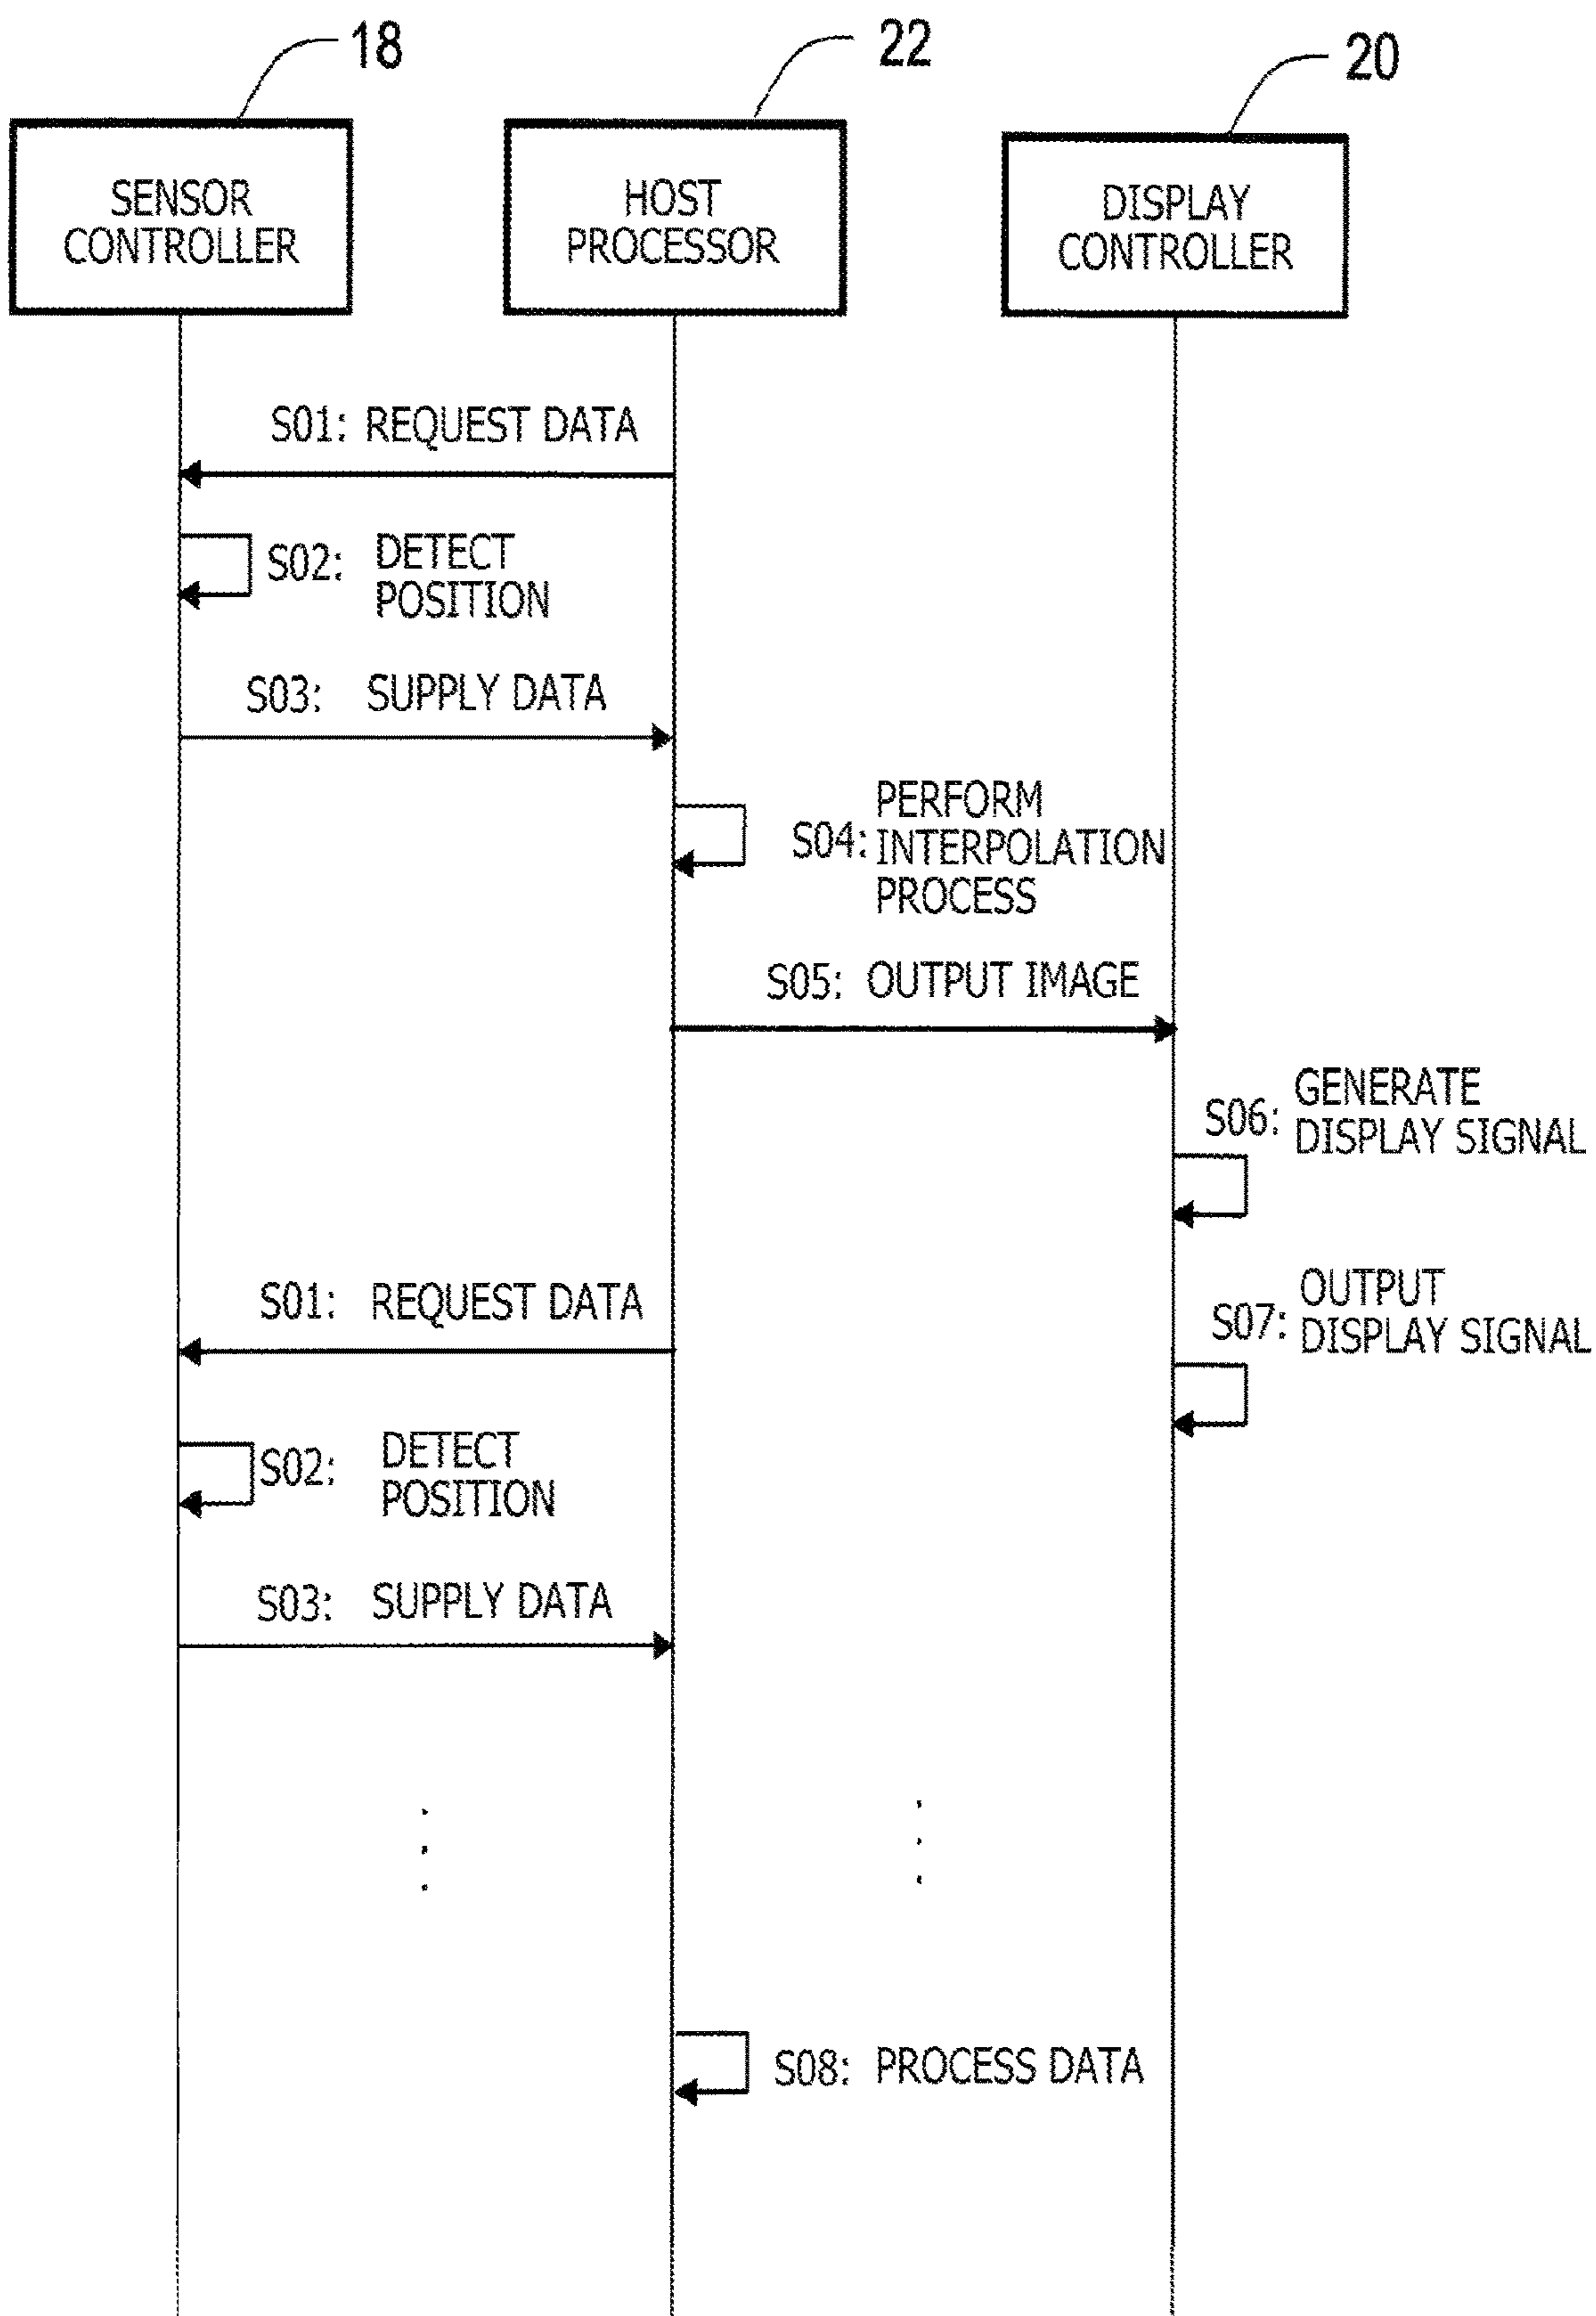 18
22
20
SENSOR
CONTROLLER
HOST
PROCESSOR
DISPLAY
CONTROLLER
S01: REQUEST DATA
S02: DETECT
POSITION
S03: SUPPLY DATA
S04: PERFORM
INTERPOLATION
PROCESS
S05: OUTPUT IMAGE
S06: GENERATE
DISPLAY SIGNAL
S01: REQUEST DATA
S07: OUTPUT
DISPLAY SIGNAL
S02: DETECT
POSITION
S03: SUPPLY DATA
S08: PROCESS DATA